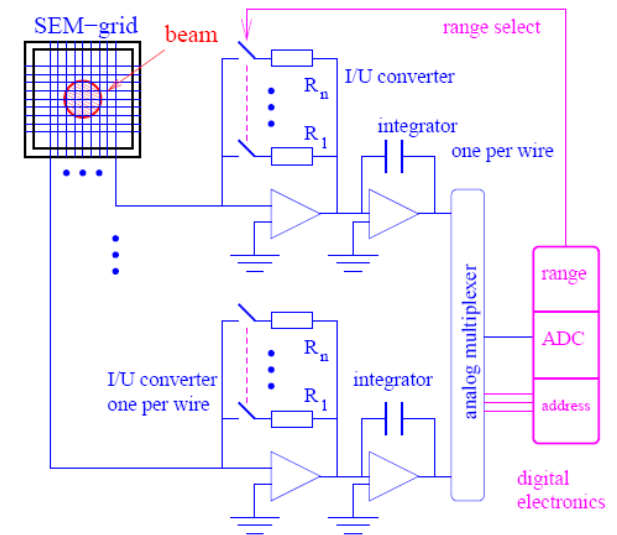 SEM−grid
beam
range select
R
n
I/U converter
integrator
one per wire
R
1
analog multiplexer
range
ADC
address
R
n
I/U converter
one per wire
R
1
integrator
digital
electronics